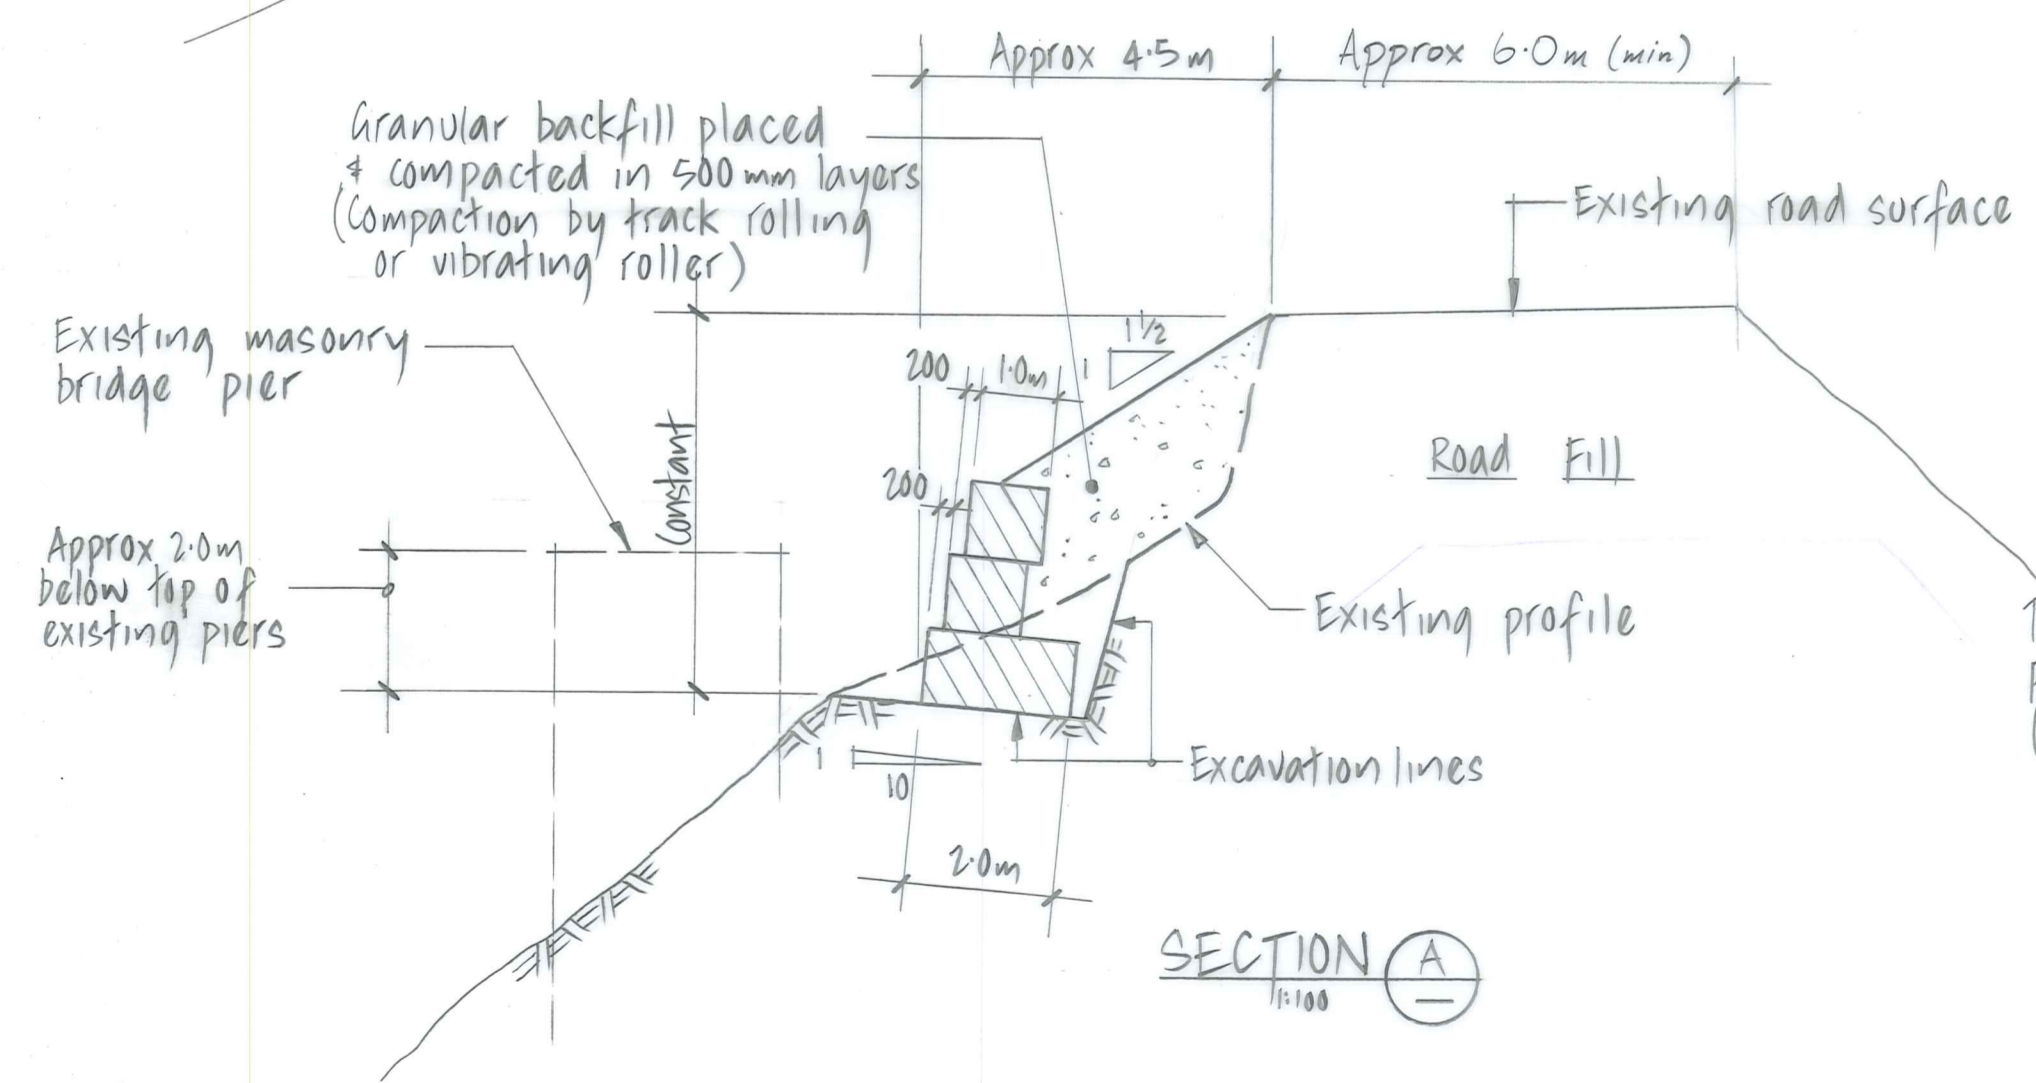 Approx 4.5m
Approx 6.0m (min)
Granular backfill placed
& compacted in 500mm layers
(Compaction by track rolling
or vibrating roller)
Existing road surface
Existing masonry
bridge pier
1½
1
200
1.0m
200
Constant
Road Fill
Approx 2.0m
below top of
existing piers
Existing profile
1
10
Excavation lines
2.0m
SECTION A
1:100